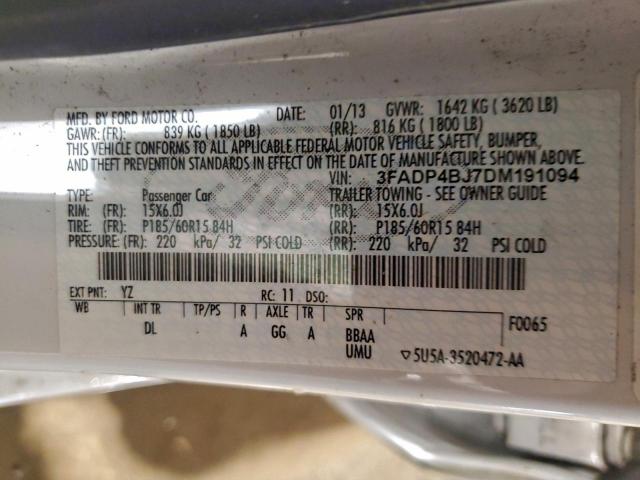 MFD. BY FORD MOTOR CO. DATE: 01/13 GVWR: 1642 KG ( 3620 LB)
GAWR: (FR): 839 KG ( 1850 LB) (RR): 816 KG ( 1800 LB)
THIS VEHICLE CONFORMS TO ALL APPLICABLE FEDERAL MOTOR VEHICLE SAFETY, BUMPER,
AND THEFT PREVENTION STANDARDS IN EFFECT ON THE DATE OF MANUFACTURE SHOWN ABOVE.
VIN: 3FADP4BJ7DM191094
TYPE: Passenger Car TRAILER TOWING - SEE OWNER GUIDE
RIM: (FR): 15X6.0J (RR): 15X6.0J
TIRE: (FR): P185/60R15 84H (RR): P185/60R15 84H
PRESSURE: (FR): 220 kPa/ 32 PSI COLD (RR): 220 kPa/ 32 PSI COLD
EXT PNT: YZ RC: 11 DSO:
WB INT TR TP/PS R AXLE TR SPR F0065
DL A GG A BBAA
UMU ▽5U5A-3520472-AA